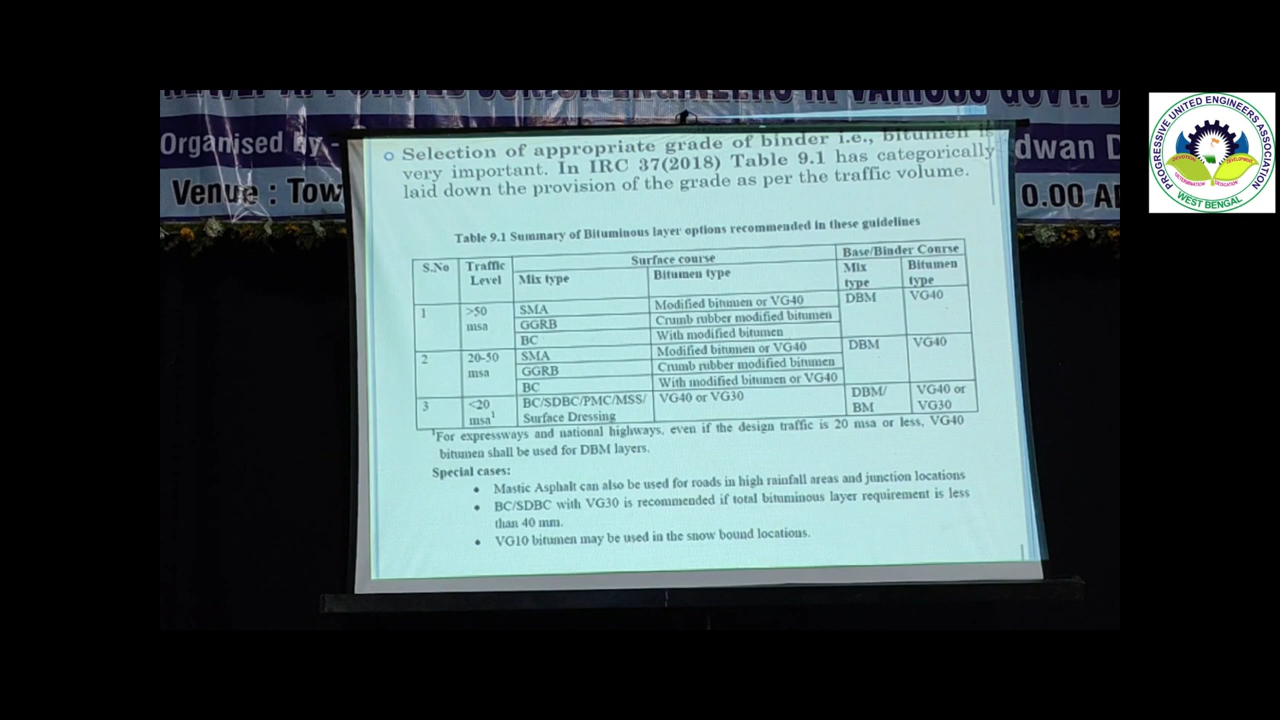 APPOINTED JUNIOR ENGINEERS IN VARIOUS GOVT. D
Organised by -
dwan D
Venue : Tow
0.00 A
Selection of appropriate grade of binder i.e., bitumen is
very important. In IRC 37(2018) Table 9.1 has categorically
laid down the provision of the grade as per the traffic volume.
Table 9.1 Summary of Bituminous layer options recommended in these guidelines
S.No Traffic Level Surface course Base/Binder Course
Mix type Bitumen type Mix type Bitumen type
1 >50 msa SMA Modified bitumen or VG40 DBM VG40
GGRB Crumb rubber modified bitumen
BC With modified bitumen
2 20-50 msa SMA Modified bitumen or VG40 DBM VG40
GGRB Crumb rubber modified bitumen
BC With modified bitumen or VG40
3 <20 msa¹ BC/SDBC/PMC/MSS/ Surface Dressing VG40 or VG30 DBM/ BM VG40 or VG30
¹For expressways and national highways, even if the design traffic is 20 msa or less, VG40
bitumen shall be used for DBM layers.
Special cases:
• Mastic Asphalt can also be used for roads in high rainfall areas and junction locations
• BC/SDBC with VG30 is recommended if total bituminous layer requirement is less
than 40 mm.
• VG10 bitumen may be used in the snow bound locations.
PROGRESSIVE UNITED ENGINEERS ASSOCIATION
DEVOTION
DEVELOPMENT
DETERMINATION
DEDICATION
WEST BENGAL